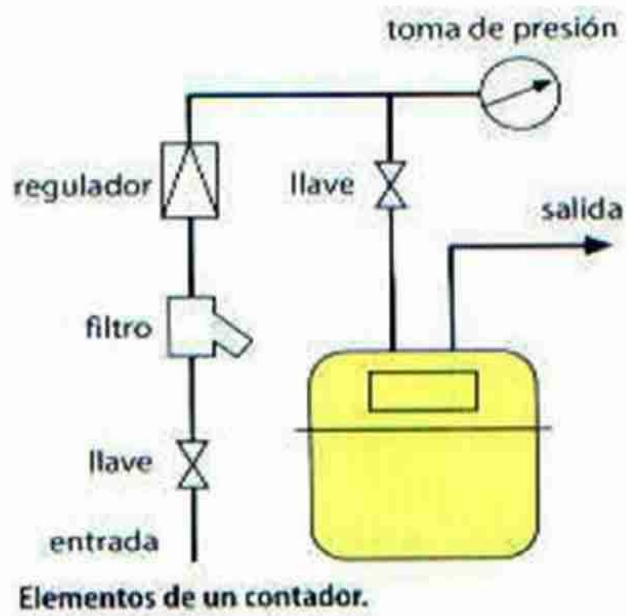 toma de presión
regulador
llave
salida
filtro
llave
entrada
Elementos de un contador.